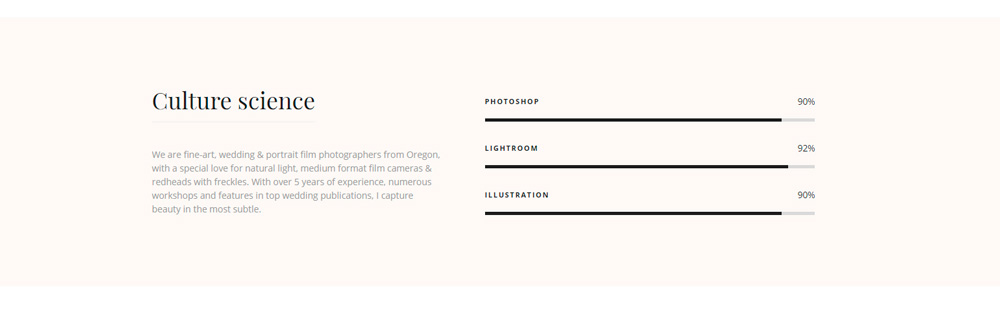 Culture science
We are fine-art, wedding & portrait film photographers from Oregon,
with a special love for natural light, medium format film cameras &
redheads with freckles. With over 5 years of experience, numerous
workshops and features in top wedding publications, I capture
beauty in the most subtle.
PHOTOSHOP 90%
LIGHTROOM 92%
ILLUSTRATION 90%